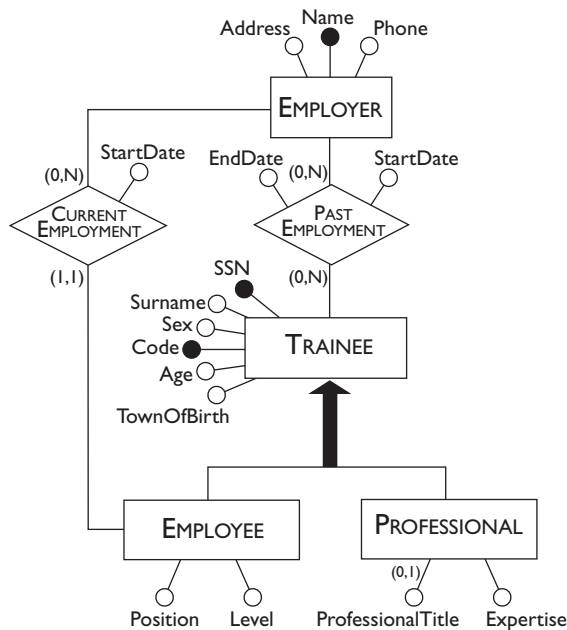 Name
Address
Phone
EMPLOYER
StartDate
EndDate
StartDate
(0,N)
(0,N)
CURRENT
EMPLOYMENT
PAST
EMPLOYMENT
(1,1)
(0,N)
SSN
Surname
Sex
Code
TRAINEE
Age
TownOfBirth
EMPLOYEE
PROFESSIONAL
(0,1)
Position
Level
ProfessionalTitle
Expertise